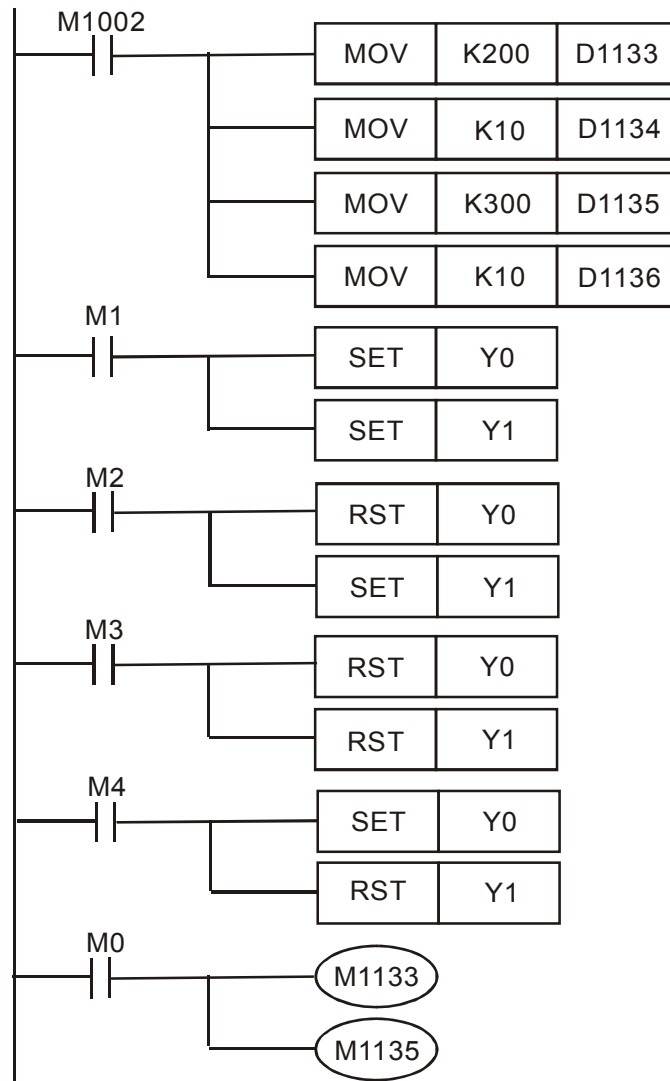 M1002
MOV K200 D1133
MOV K10 D1134
MOV K300 D1135
MOV K10 D1136
M1
SET Y0
SET Y1
M2
RST Y0
SET Y1
M3
RST Y0
RST Y1
M4
SET Y0
RST Y1
M0
M1133
M1135